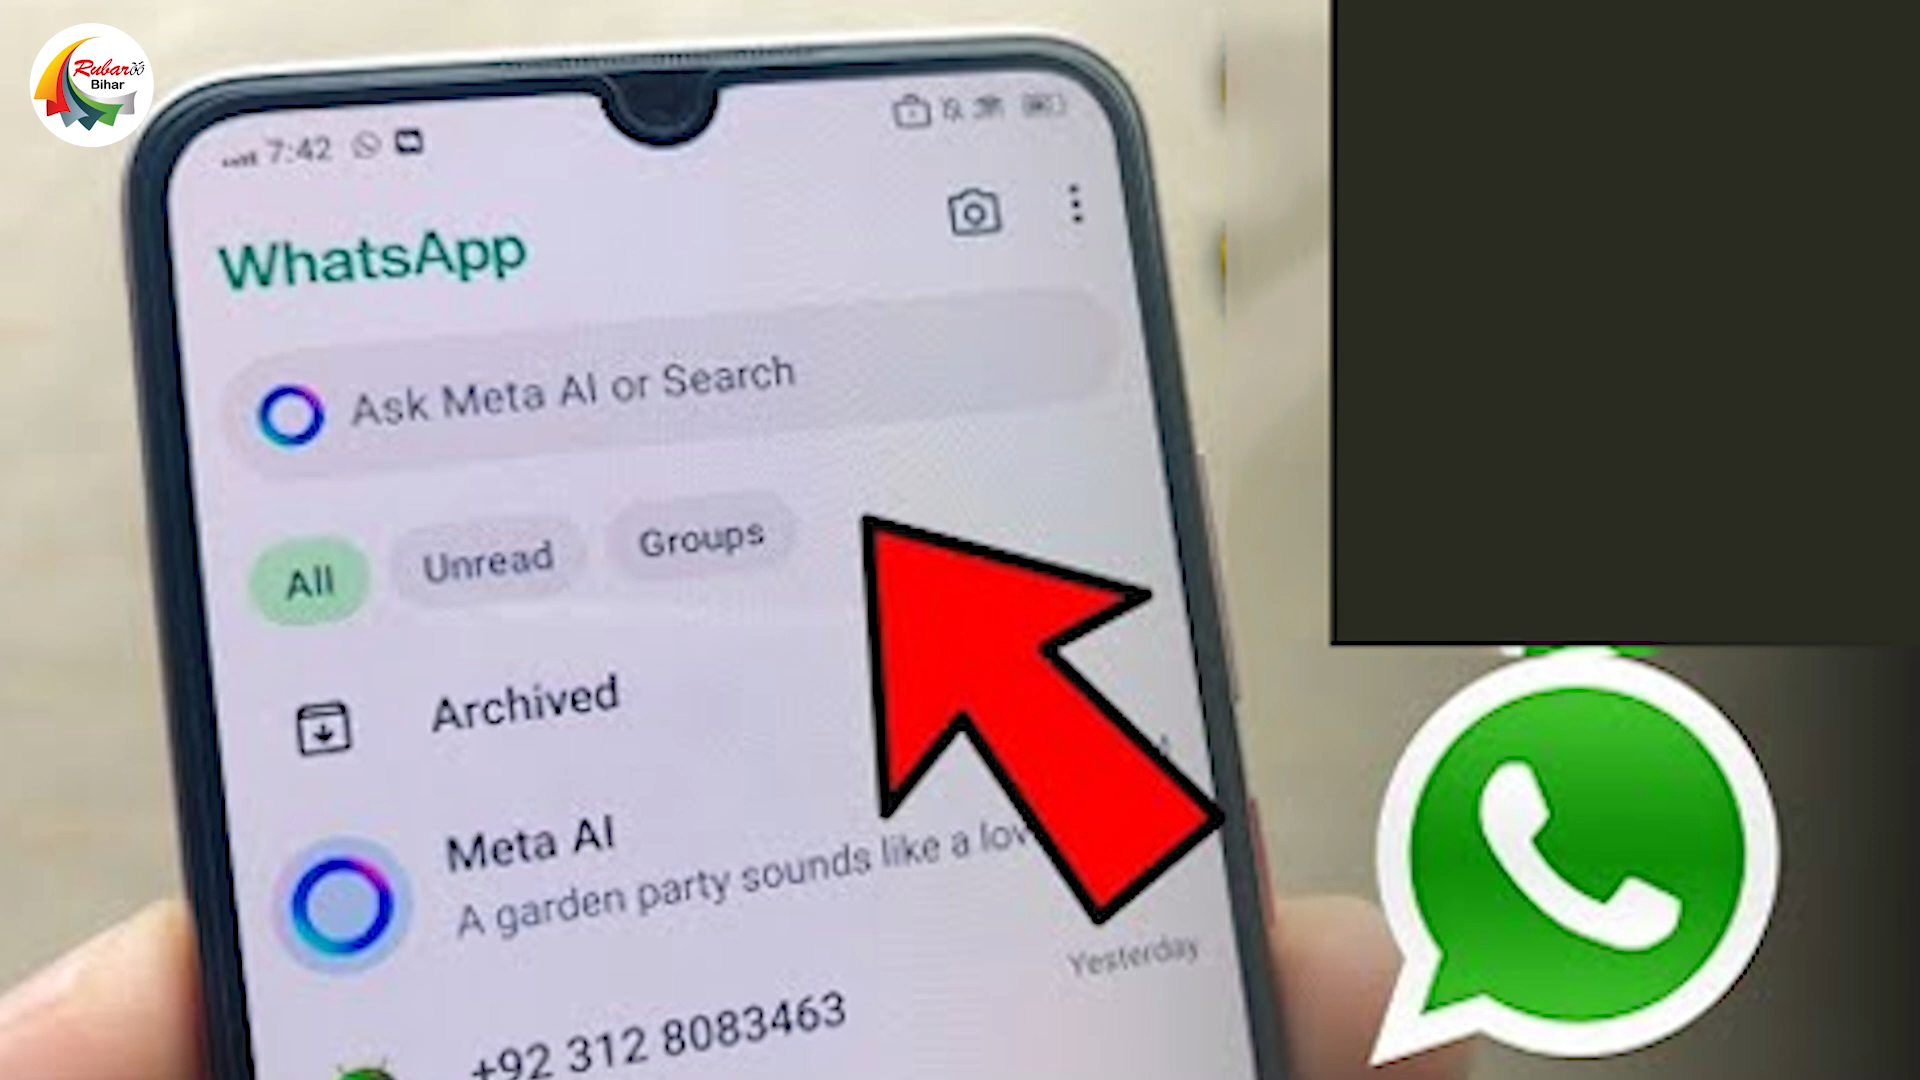 Rubaroo
Bihar
7:42
WhatsApp
Ask Meta AI or Search
All
Unread
Groups
Archived
Meta AI
A garden party sounds like a lov
Yesterday
+92 312 8083463